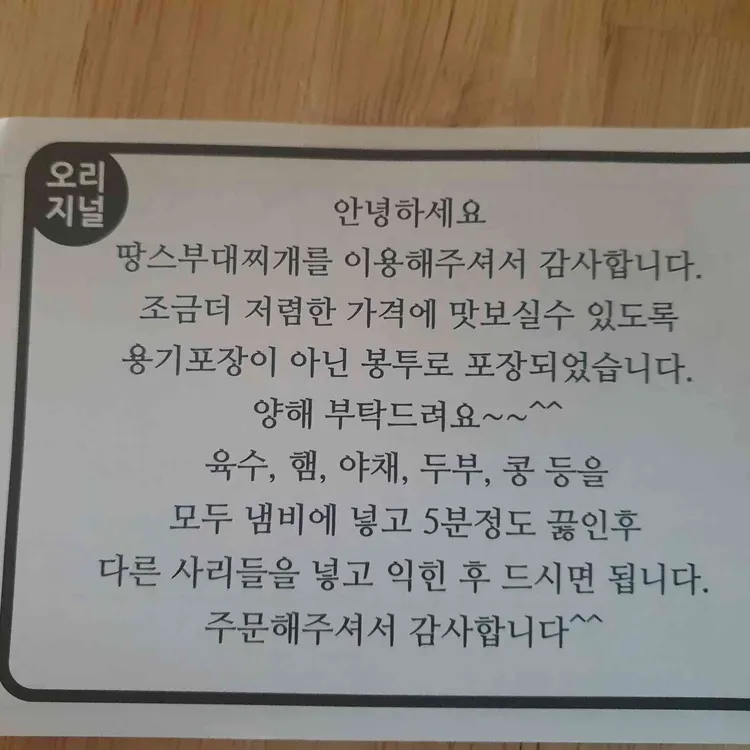 오리
지널
안녕하세요
땅스부대찌개를 이용해주셔서 감사합니다.
조금더 저렴한 가격에 맛보실수 있도록
용기포장이 아닌 봉투로 포장되었습니다.
양해 부탁드려요~~^^
육수, 햄, 야채, 두부, 콩 등을
모두 냄비에 넣고 5분정도 끓인후
다른 사리들을 넣고 익힌 후 드시면 됩니다.
주문해주셔서 감사합니다^^